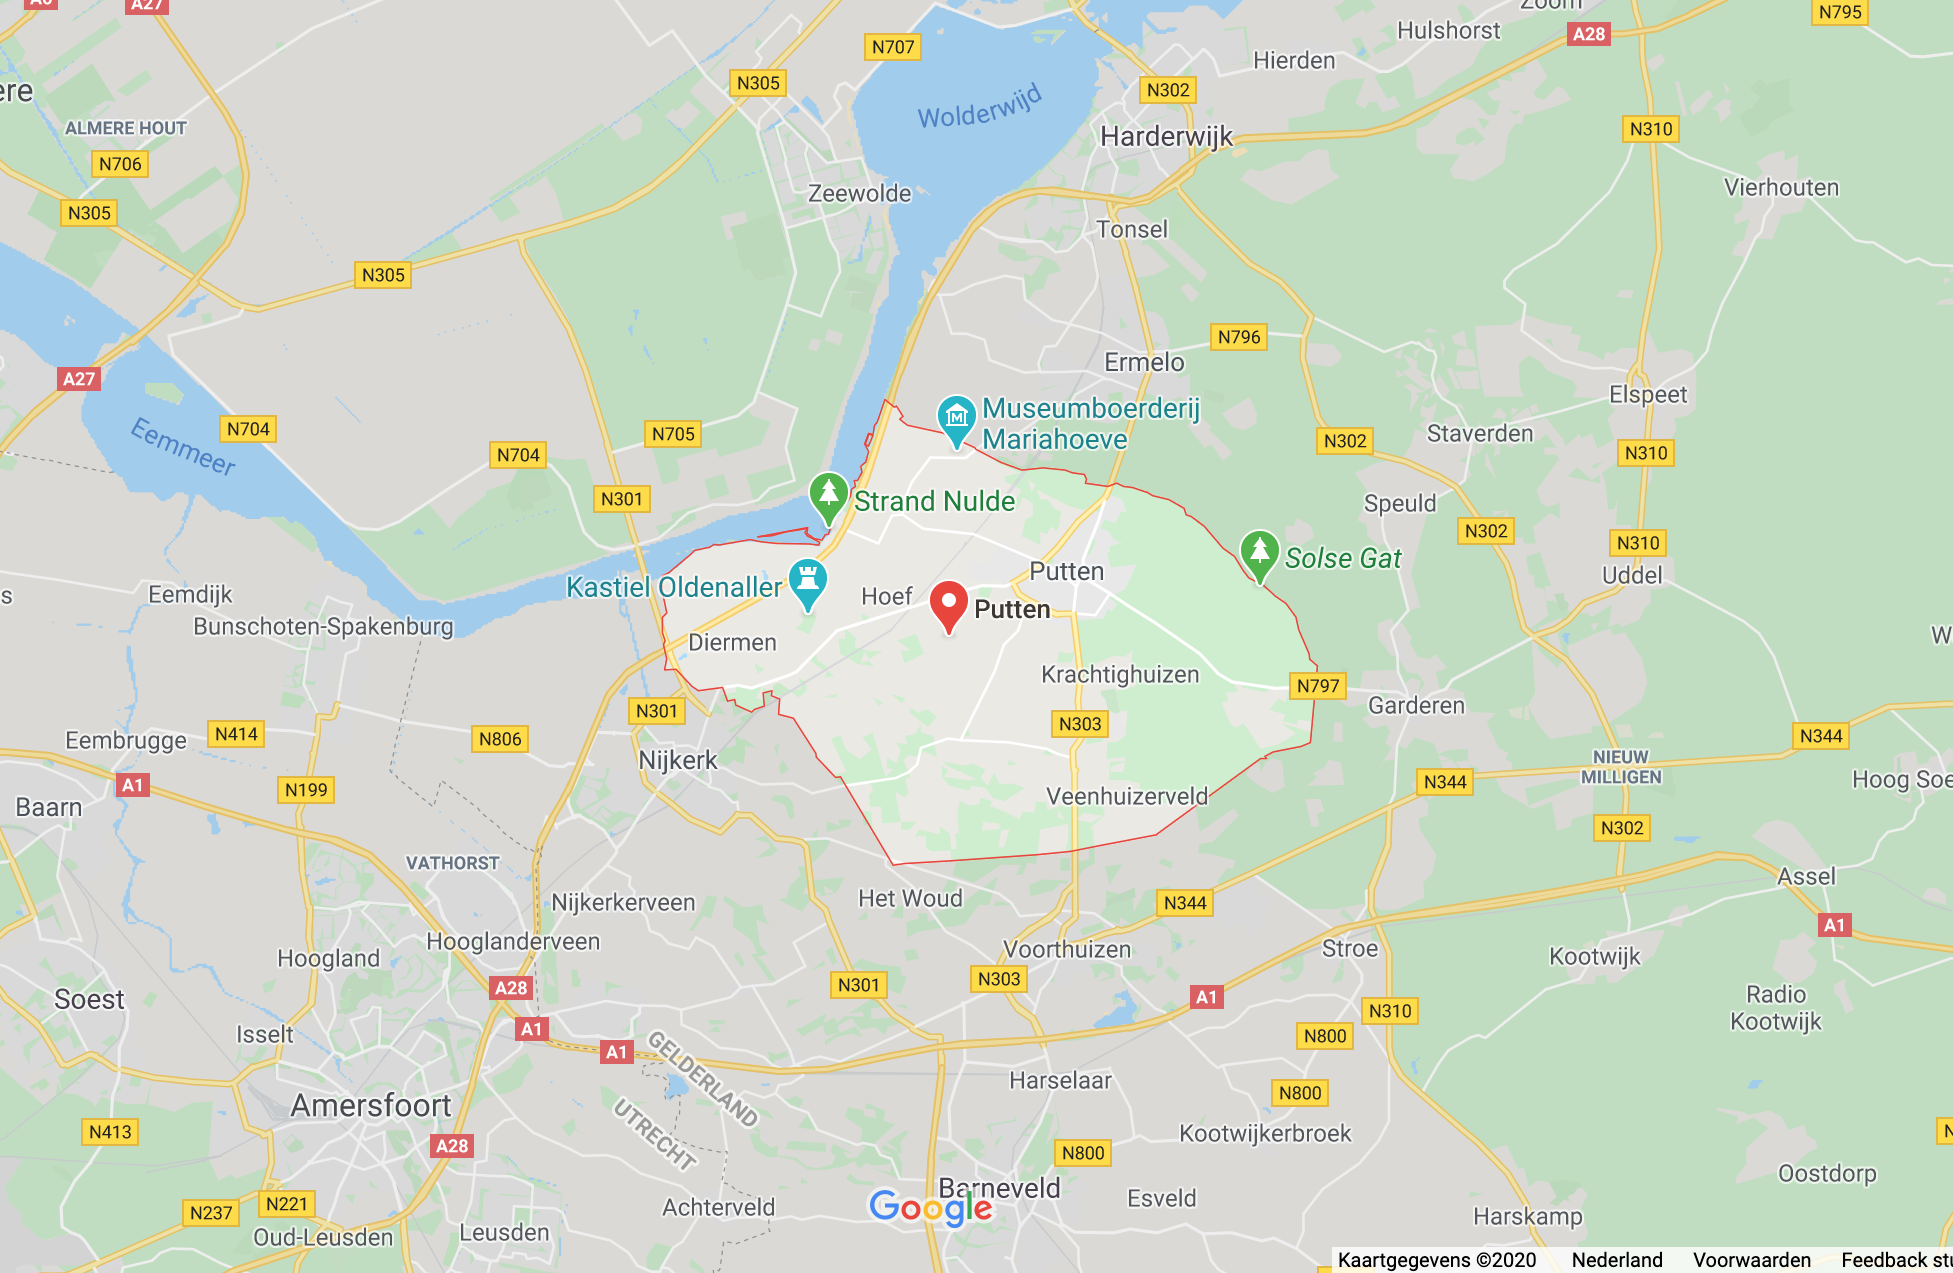 A6
A27
Zoom
N795
Hulshorst
A28
N707
Hierden
N305
ere
N302
Wolderwijd
ALMERE HOUT
N310
Harderwijk
N706
Vierhouten
Zeewolde
N305
Tonsel
N305
N796
Ermelo
A27
Elspeet
Museumboerderij
Mariahoeve
N704
N705
Staverden
N302
Eemmeer
N704
N310
N301
Strand Nulde
Speuld
N302
N310
Solse Gat
Putten
Uddel
Kastiel Oldenaller
Hoef
Eemdijk
s
Putten
Bunschoten-Spakenburg
W
Diermen
Krachtighuizen
N797
Garderen
N301
N303
N414
N806
Eembrugge
N344
Nijkerk
NIEUW
MILLIGEN
Hoog Soe
A1
N199
N344
Baarn
Veenhuizerveld
N302
VATHORST
Assel
Het Woud
Nijkerkerveen
N344
A1
Hooglanderveen
Voorthuizen
Stroe
Hoogland
Kootwijk
N301
N303
A28
Soest
A1
Radio
Kootwijk
N310
A1
Isselt
N800
A1
GELDERLAND
Harselaar
N800
Amersfoort
UTRECHT
N413
Kootwijkerbroek
N
A28
N800
Oostdorp
Barneveld
Esveld
N221
Achterveld
Google
N237
Harskamp
Leusden
Oud-Leusden
Kaartgegevens ©2020 Nederland Voorwaarden Feedback stu